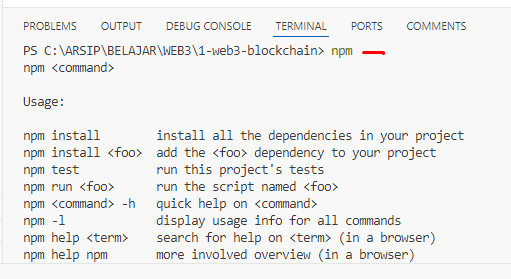 PROBLEMS OUTPUT DEBUG CONSOLE TERMINAL PORTS COMMENTS
PS C:\ARSIP\BELAJAR\WEB3\1-web3-blockchain> npm
npm <command>
Usage:
npm install install all the dependencies in your project
npm install <foo> add the <foo> dependency to your project
npm test run this project's tests
npm run <foo> run the script named <foo>
npm <command> -h quick help on <command>
npm -l display usage info for all commands
npm help <term> search for help on <term> (in a browser)
npm help npm more involved overview (in a browser)